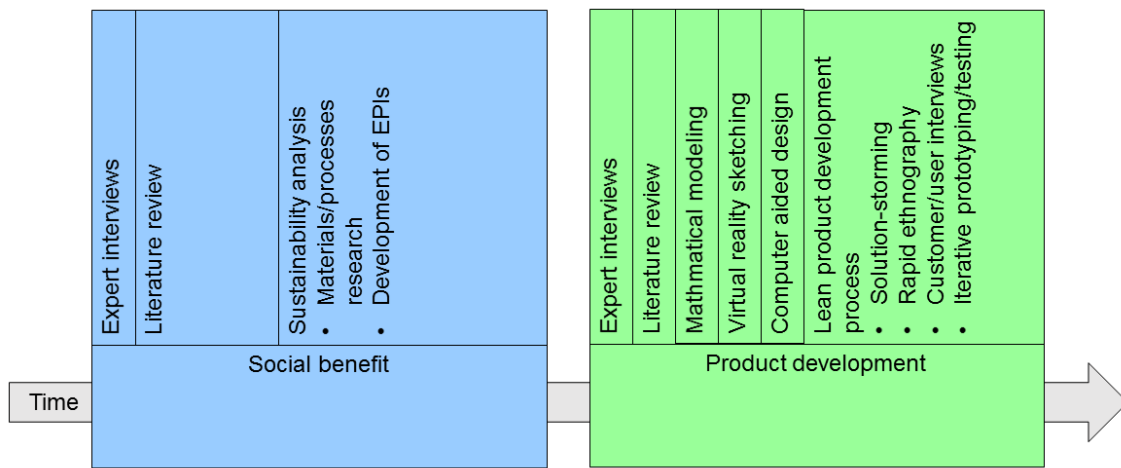 Expert interviews
Literature review
Sustainability analysis
• Materials/processes
research
• Development of EPIs
Social benefit
Expert interviews
Literature review
Mathmatical modeling
Virtual reality sketching
Computer aided design
Lean product development
process
• Solution-storming
• Rapid ethnography
• Customer/user interviews
• Iterative prototyping/testing
Product development
Time